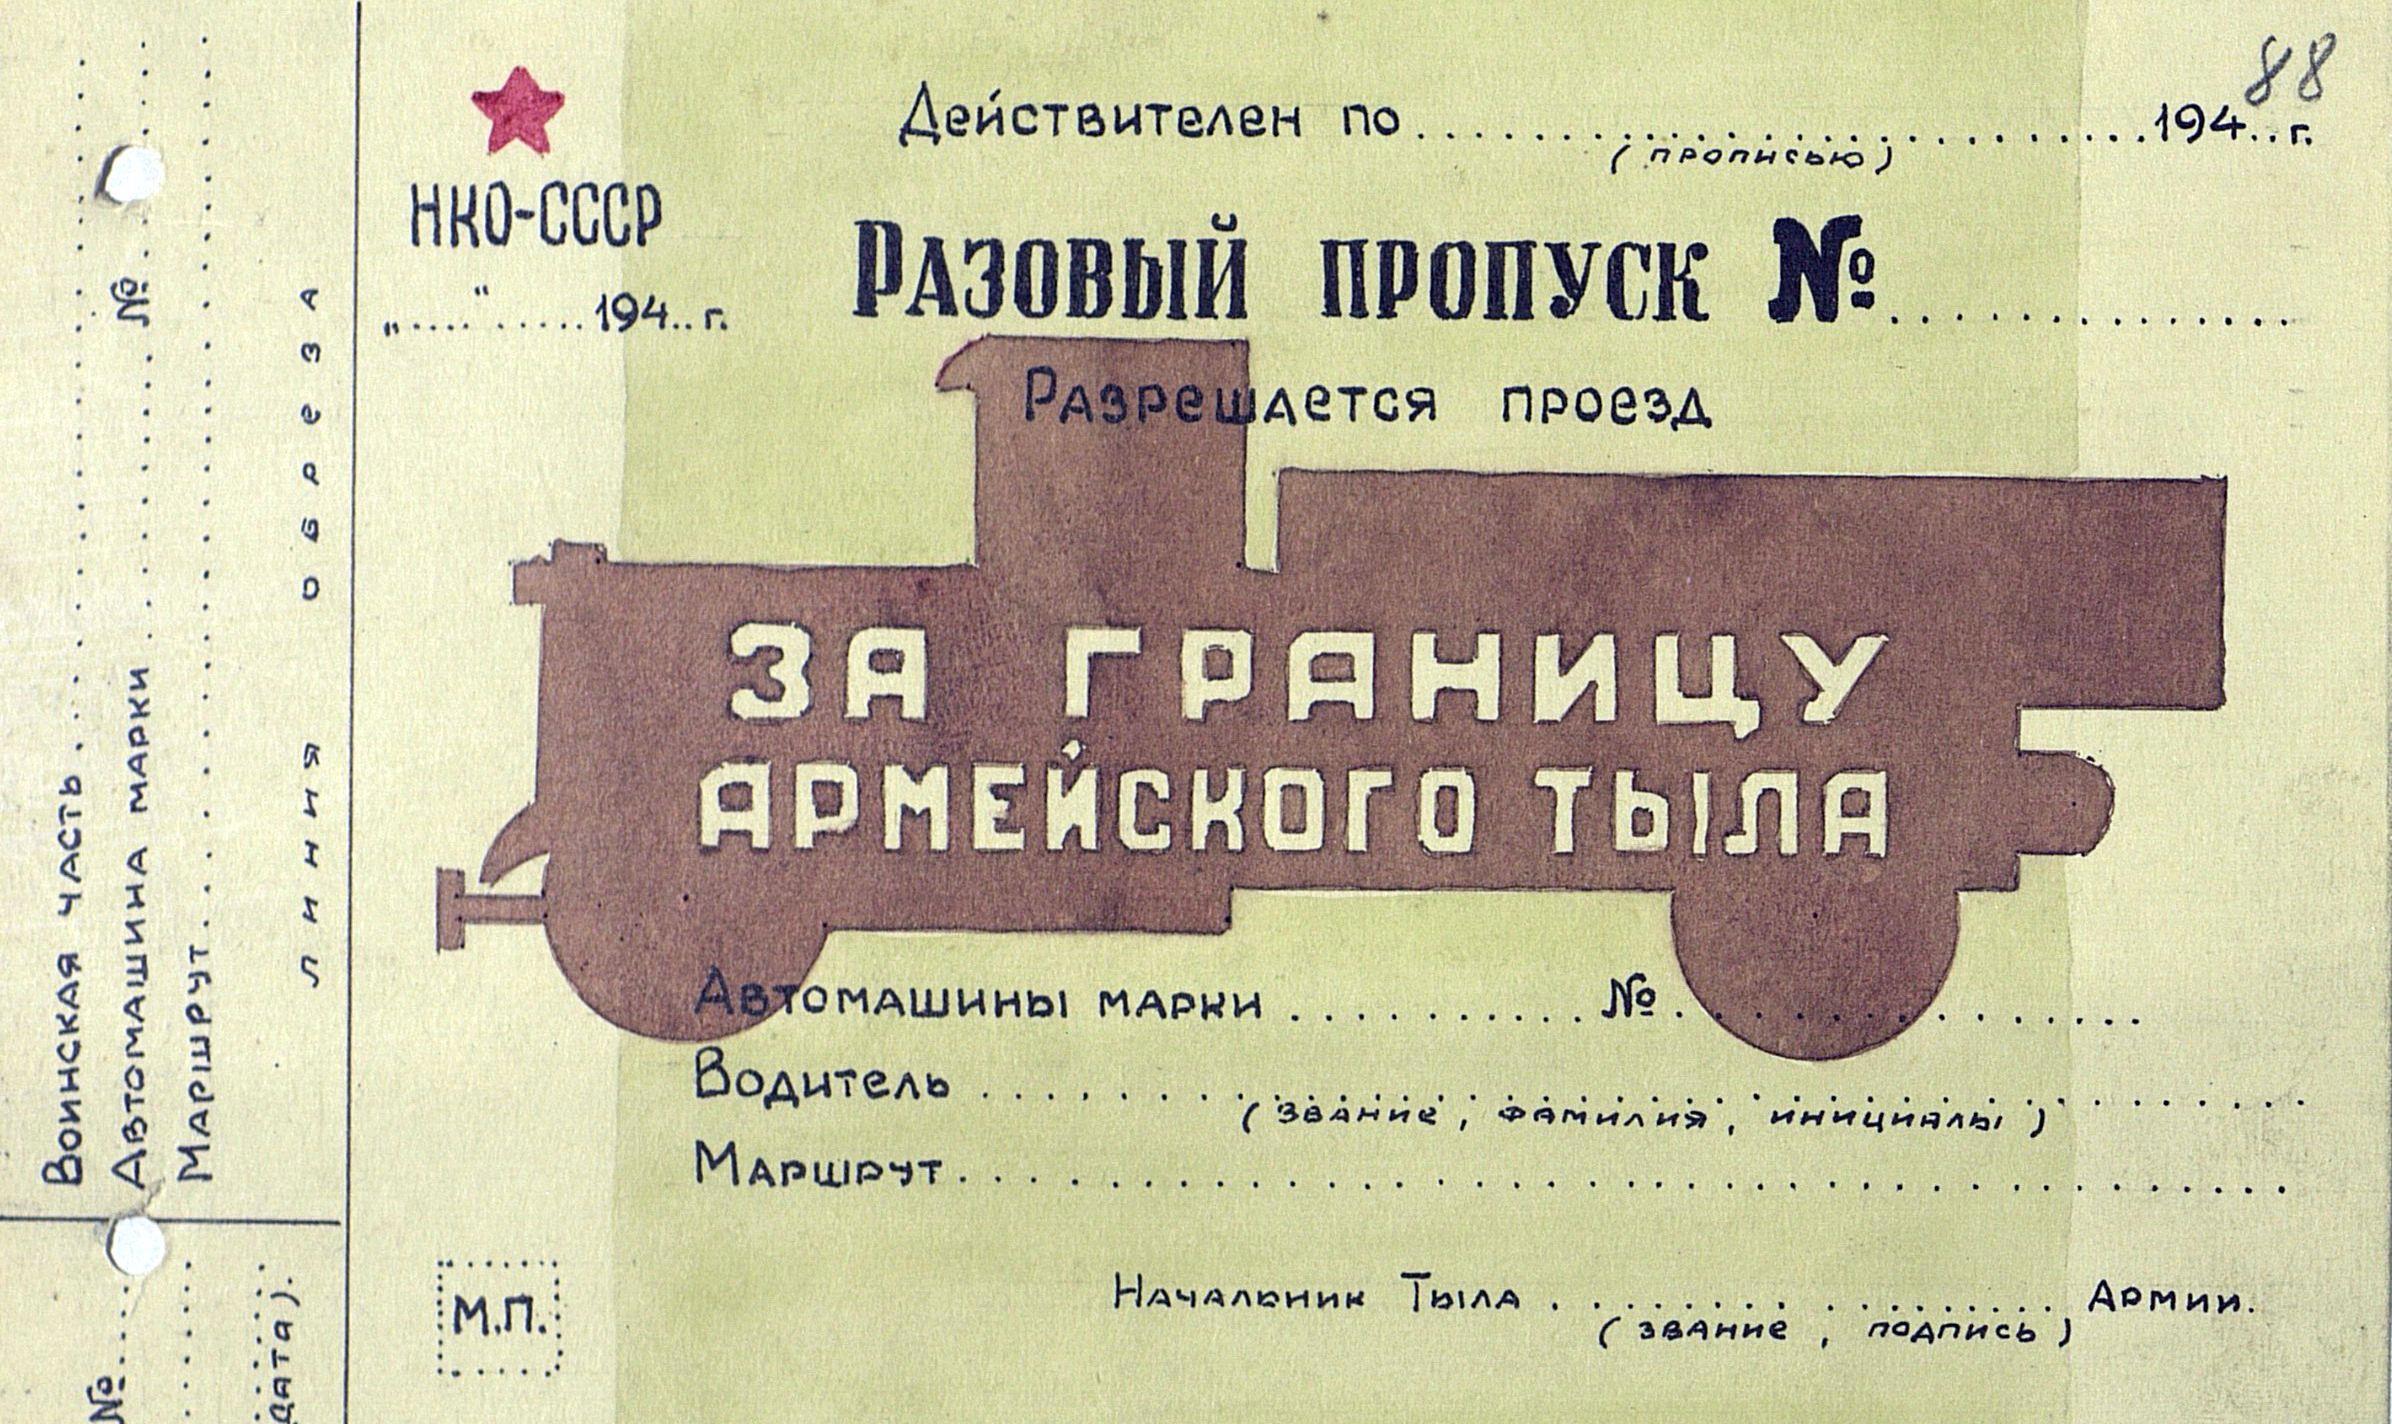 88
Действителен по..............................194..г.
(прописью)
НКО-СССР
„....“.....194..г.
Разовый пропуск №...............
Разрешается проезд
ЗА ГРАНИЦУ
АРМЕЙСКОГО ТЫЛА
Автомашины марки ...........№................
Водитель ..............................
(звание, фамилия, инициалы)
Маршрут..............................
М.П.
Начальник Тыла .................... Армии.
(звание, подпись)
Воинская часть..............................
Автомашина марки ........... №........
Маршрут..............................
линия обреза
№......
дата).